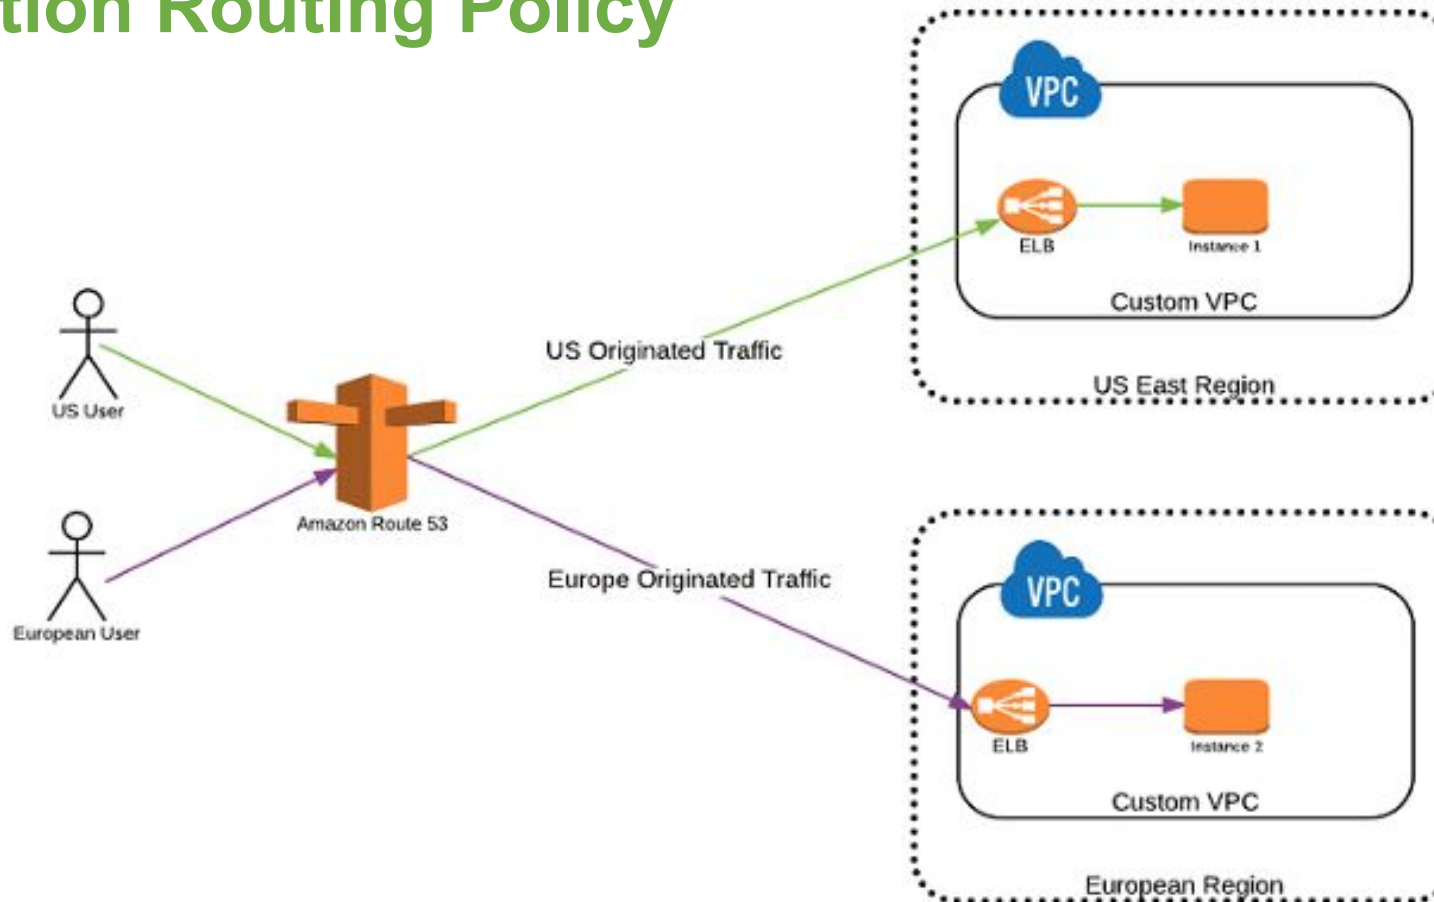 tion Routing Policy
VPC
ELB
Instance 1
Custom VPC
US East Region
US Originated Traffic
US User
Amazon Route 53
European User
Europe Originated Traffic
VPC
ELB
Instance 2
Custom VPC
European Region